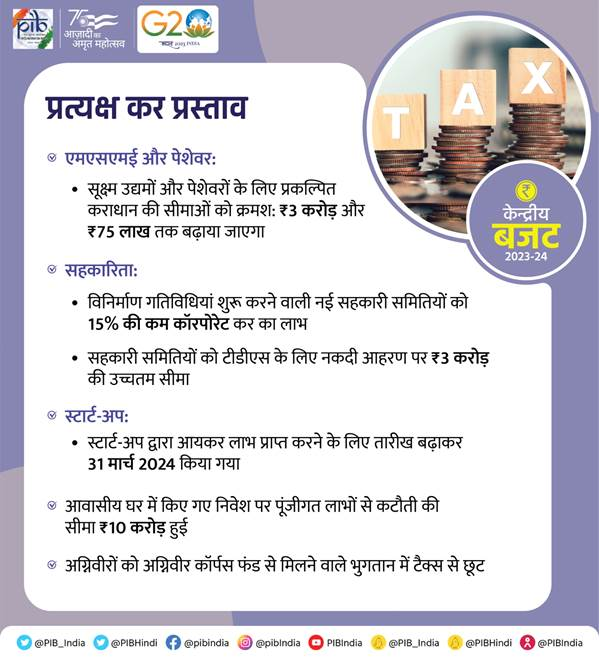 pib
75
आज़ादी का
अमृत महोत्सव
G20
भारत 2023 INDIA
TAX
प्रत्यक्ष कर प्रस्ताव
केन्द्रीय
बजट
2023-24
एमएसएमई और पेशेवर:
• सूक्ष्म उद्यमों और पेशेवरों के लिए प्रकल्पित
कराधान की सीमाओं को क्रमश: ₹3 करोड़ और
₹75 लाख तक बढ़ाया जाएगा
सहकारिता:
• विनिर्माण गतिविधियां शुरू करने वाली नई सहकारी समितियों को
15% की कम कॉरपोरेट कर का लाभ
• सहकारी समितियों को टीडीएस के लिए नकदी आहरण पर ₹3 करोड़
की उच्चतम सीमा
स्टार्ट-अप:
• स्टार्ट-अप द्वारा आयकर लाभ प्राप्त करने के लिए तारीख बढ़ाकर
31 मार्च 2024 किया गया
आवासीय घर में किए गए निवेश पर पूंजीगत लाभों से कटौती की
सीमा ₹10 करोड़ हुई
अग्निवीरों को अग्निवीर कॉर्पस फंड से मिलने वाले भुगतान में टैक्स से छूट
@PIB_India @PIBHindi @pibindia @pibindia PIBIndia @PIB_India @PIBHindi @PIBIndia